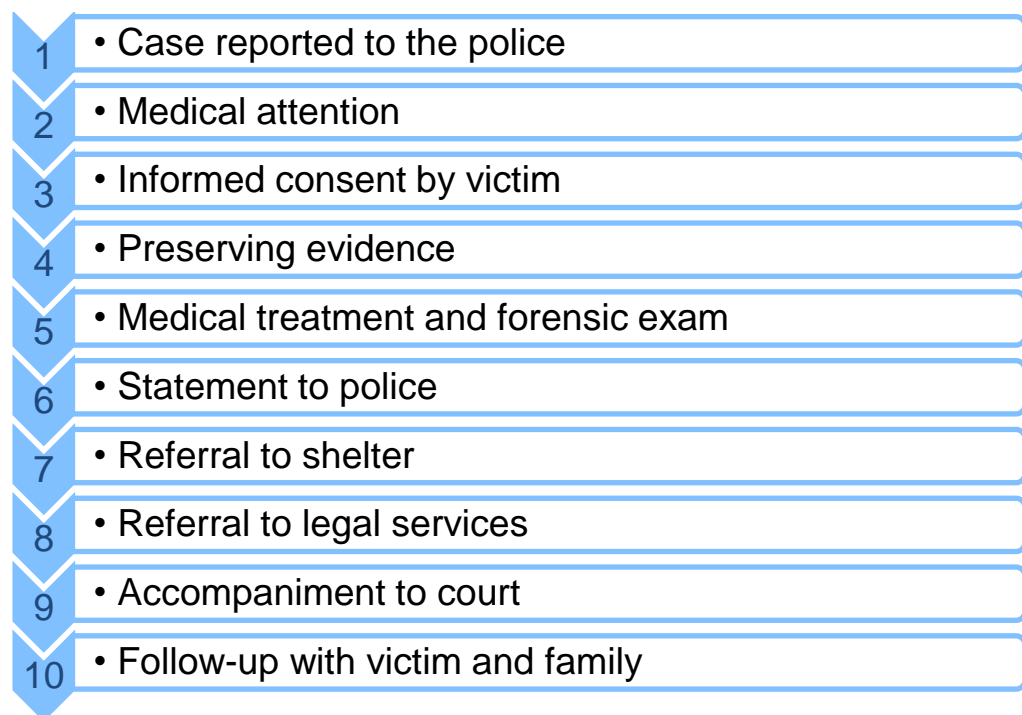 1 • Case reported to the police
2 • Medical attention
3 • Informed consent by victim
4 • Preserving evidence
5 • Medical treatment and forensic exam
6 • Statement to police
7 • Referral to shelter
8 • Referral to legal services
9 • Accompaniment to court
10 • Follow-up with victim and family